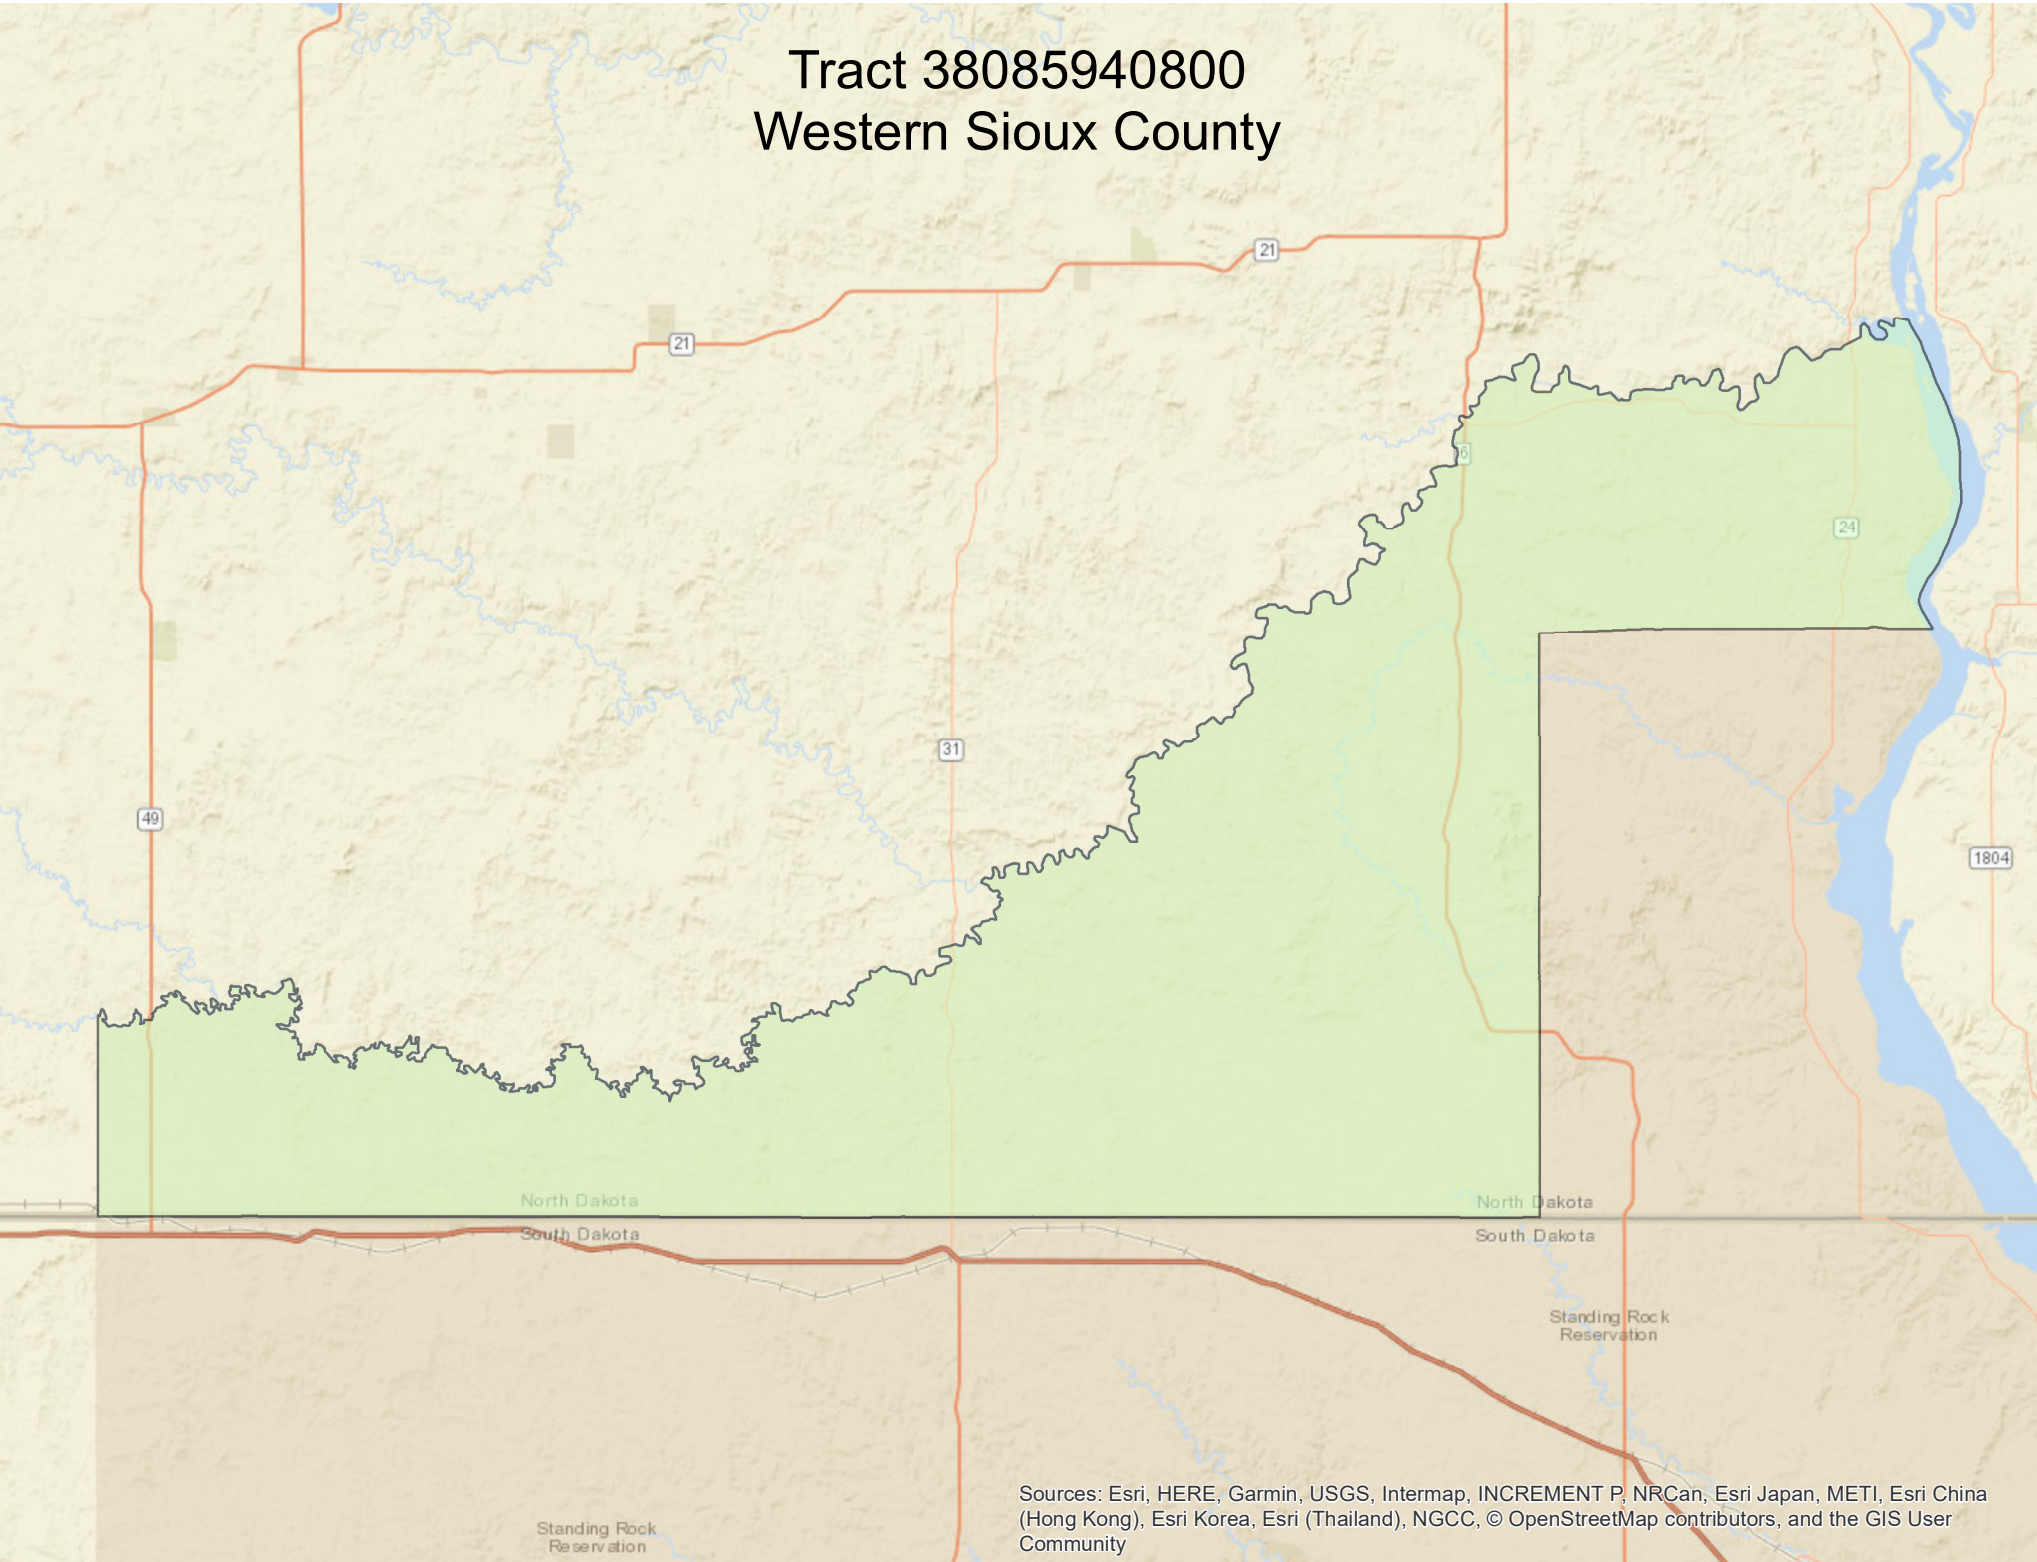 Tract 38085940800
Western Sioux County
21
21
6
24
31
49
1804
North Dakota
South Dakota
North Dakota
South Dakota
Standing Rock
Reservation
Standing Rock
Reservation
Sources: Esri, HERE, Garmin, USGS, Intermap, INCREMENT P, NRCan, Esri Japan, METI, Esri China
(Hong Kong), Esri Korea, Esri (Thailand), NGCC, © OpenStreetMap contributors, and the GIS User
Community